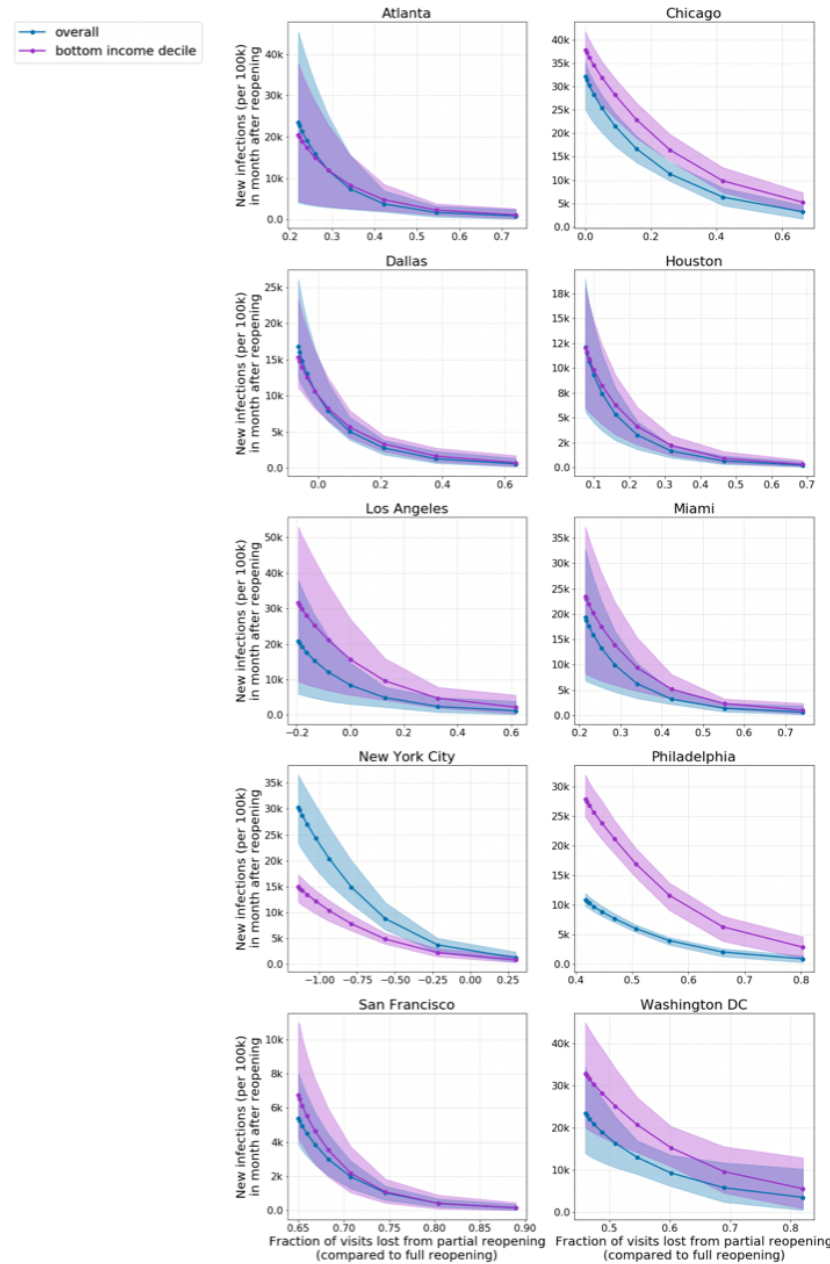 overall
bottom income decile
Atlanta
New infections (per 100k)
in month after reopening
40k
30k
20k
10k
0.0
0.2 0.3 0.4 0.5 0.6 0.7
Chicago
40k
35k
30k
25k
20k
15k
10k
5k
0.0
0.0 0.2 0.4 0.6
Dallas
New infections (per 100k)
in month after reopening
25k
20k
15k
10k
5k
0.0
0.0 0.2 0.4 0.6
Houston
18k
15k
12k
10k
5k
2k
0.0
0.1 0.2 0.3 0.4 0.5 0.6 0.7
Los Angeles
New infections (per 100k)
in month after reopening
50k
40k
30k
20k
10k
0.0
−0.2 0.0 0.2 0.4 0.6
Miami
35k
30k
25k
20k
15k
10k
5k
0.0
0.2 0.3 0.4 0.5 0.6 0.7
New York City
New infections (per 100k)
in month after reopening
35k
30k
25k
20k
15k
10k
5k
0.0
−1.00 −0.75 −0.50 −0.25 0.00 0.25
Philadelphia
30k
25k
20k
15k
10k
5k
0.0
0.4 0.5 0.6 0.7 0.8
San Francisco
New infections (per 100k)
in month after reopening
10k
8k
6k
4k
2k
0.0
0.65 0.70 0.75 0.80 0.85 0.90
Fraction of visits lost from partial reopening
(compared to full reopening)
Washington DC
40k
30k
20k
10k
0.0
0.5 0.6 0.7 0.8
Fraction of visits lost from partial reopening
(compared to full reopening)